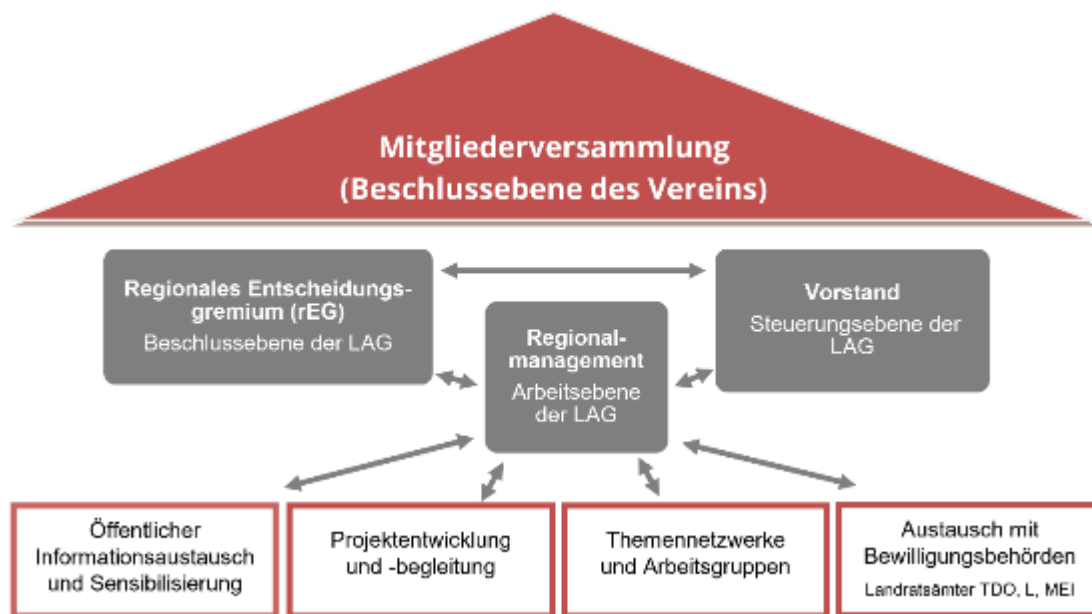 Mitgliederversammlung
(Beschlussebene des Vereins)
Regionales Entscheidungs-
gremium (rEG)
Beschlussebene der LAG
Regional-
management
Arbeitsebene
der LAG
Vorstand
Steuerungsebene der
LAG
Öffentlicher
Informationsaustausch
und Sensibilisierung
Projektentwicklung
und -begleitung
Themennetzwerke
und Arbeitsgruppen
Austausch mit
Bewilligungsbehörden
Landratsämter TDO, L, MEI